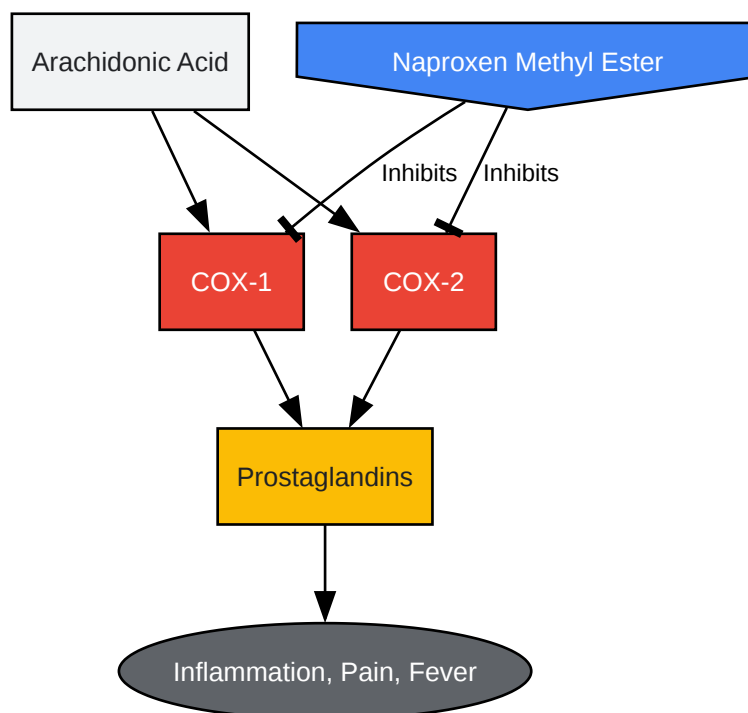 Arachidonic Acid
Naproxen Methyl Ester
Inhibits
Inhibits
COX-1
COX-2
Prostaglandins
Inflammation, Pain, Fever